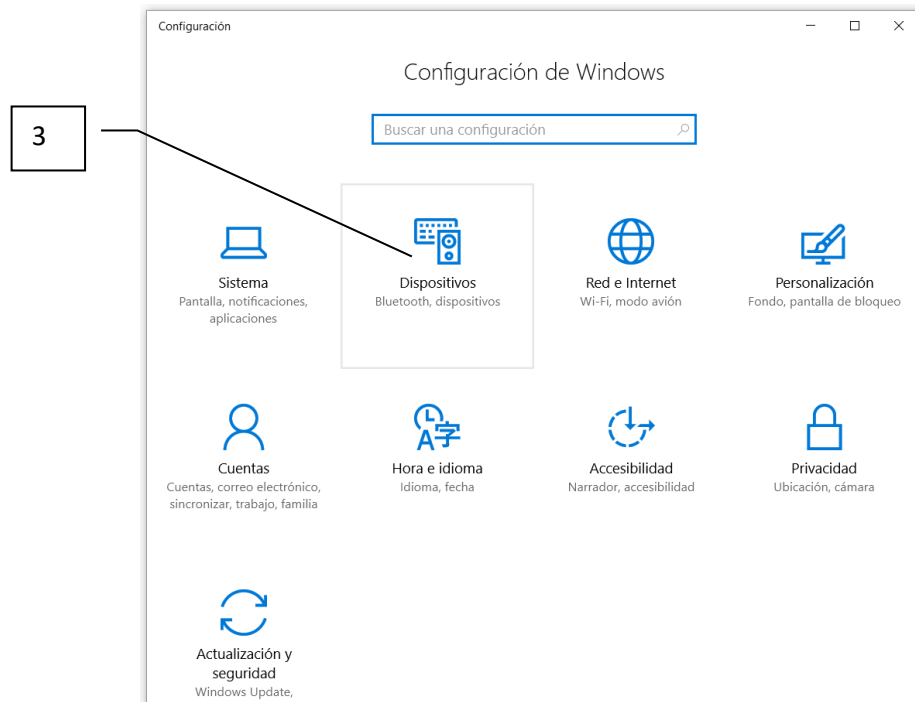 Configuración
Configuración de Windows
3
Buscar una configuración
Sistema
Pantalla, notificaciones,
aplicaciones
Dispositivos
Bluetooth, dispositivos
Red e Internet
Wi-Fi, modo avión
Personalización
Fondo, pantalla de bloqueo
Cuentas
Cuentas, correo electrónico,
sincronizar, trabajo, familia
Hora e idioma
Idioma, fecha
Accesibilidad
Narrador, accesibilidad
Privacidad
Ubicación, cámara
Actualización y
seguridad
Windows Update,